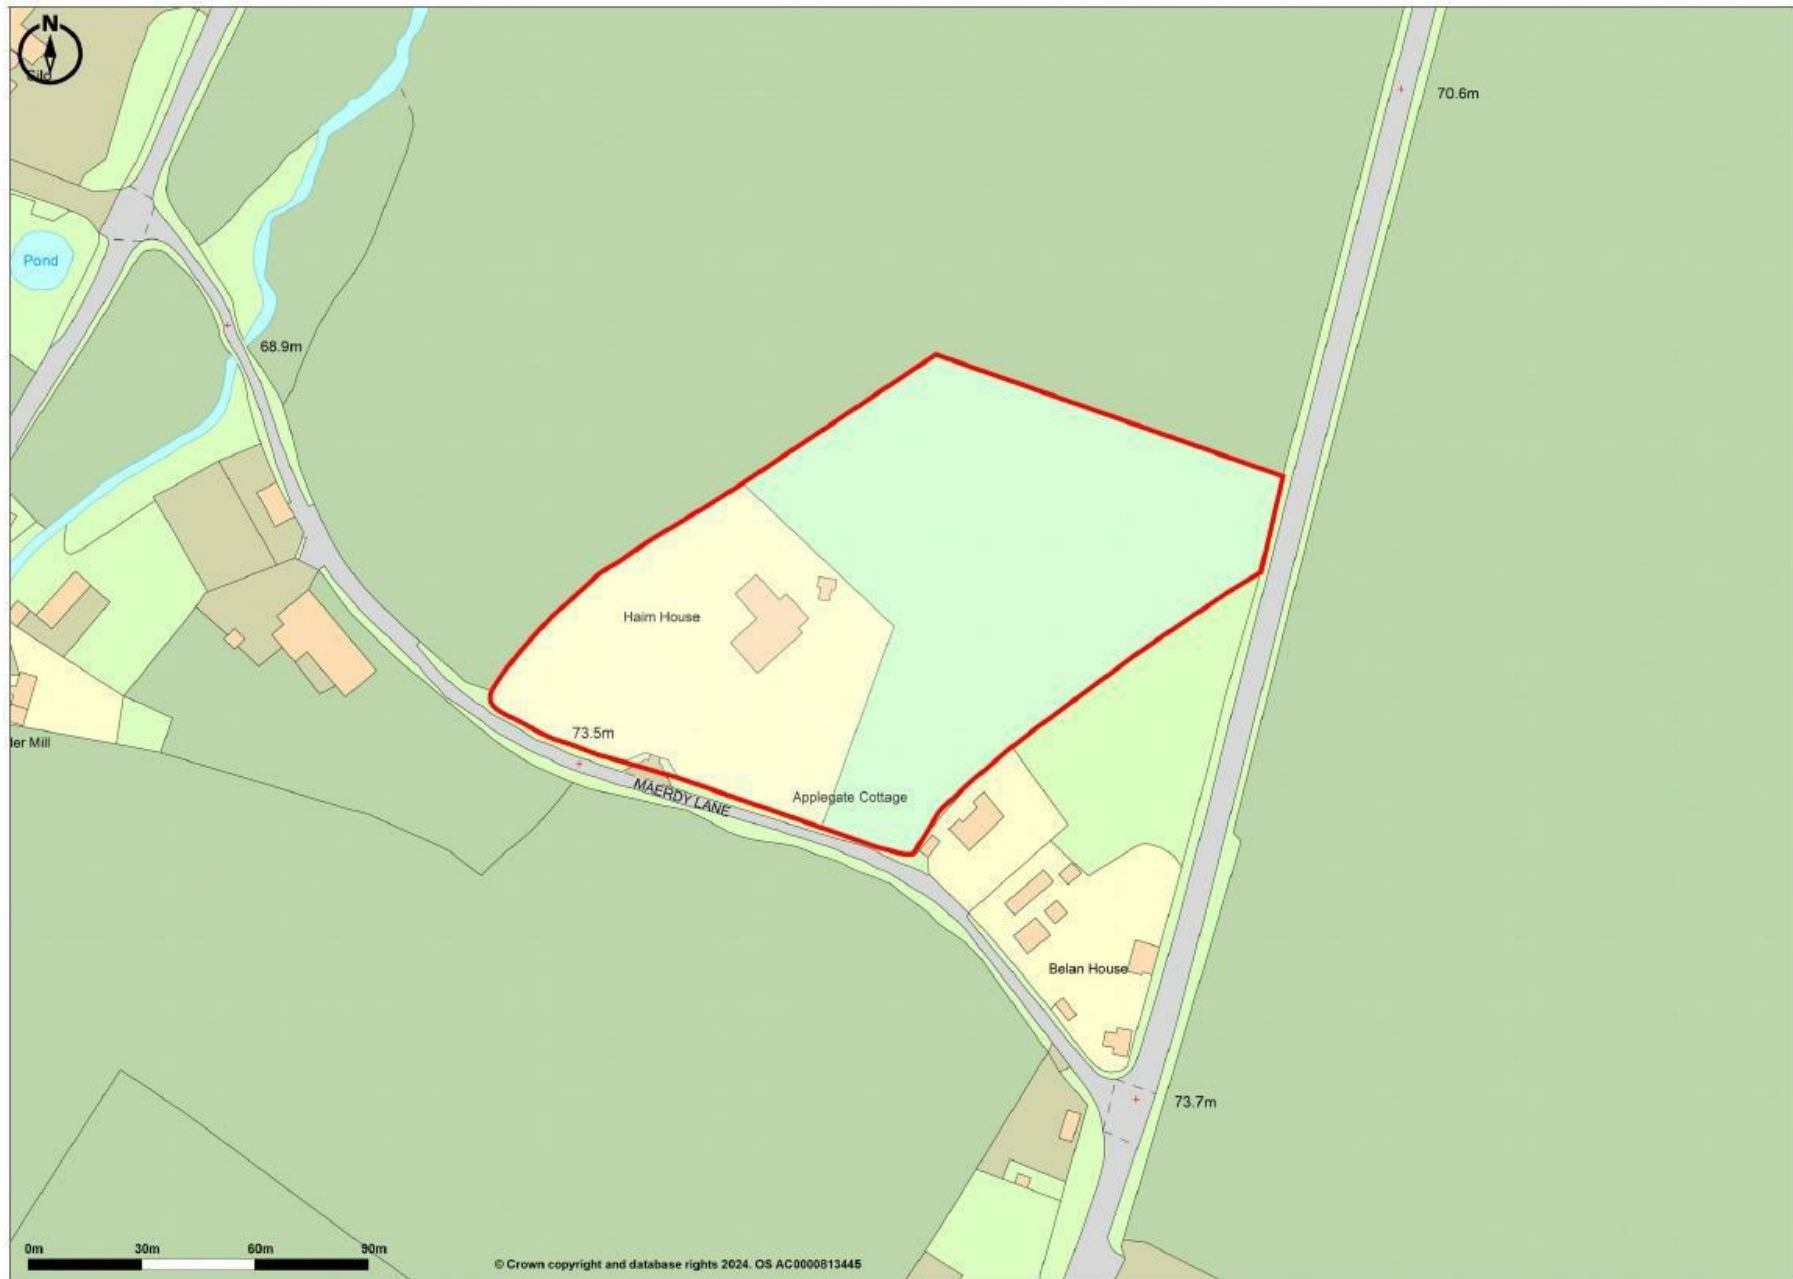 N
Silo
70.6m
Pond
68.9m
Haim House
73.5m
ler Mill
MAERDY LANE
Applegate Cottage
Belan House
73.7m
0m 30m 60m 90m
© Crown copyright and database rights 2024. OS AC0000813445